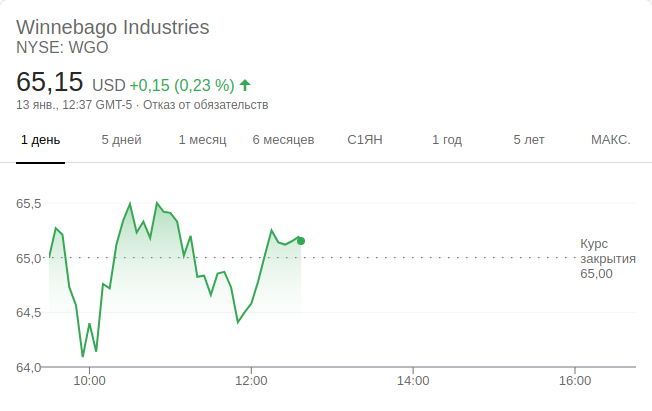 Winnebago Industries
NYSE: WGO
65,15 USD +0,15 (0,23 %)
13 янв., 12:37 GMT-5 · Отказ от обязательств
1 день 5 дней 1 месяц 6 месяцев С1ЯН 1 год 5 лет МАКС.
65,5
65,0
64,5
64,0
Курс
закрытия
65,00
10:00 12:00 14:00 16:00